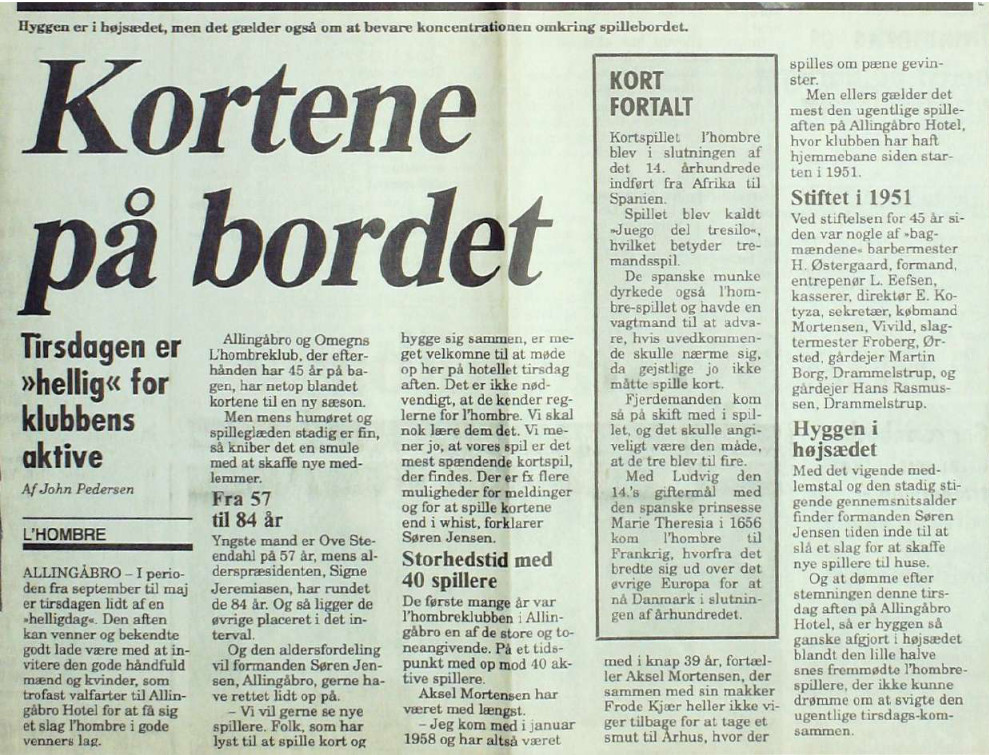 Hyggen er i højsædet, men det gælder også om at bevare koncentrationen omkring spillebordet.
Kortene
på bordet
Tirsdagen er
»hellig« for
klubbens
aktive
Af John Pedersen
L'HOMBRE
ALLINGÅBRO – I perio-
den fra september til maj
er tirsdagen lidt af en
»helligdag«. Den aften
kan venner og bekendte
godt lade være med at in-
vitere den gode håndfuld
mænd og kvinder, som
trofast valfarter til Allin-
gåbro Hotel for at få sig
et slag l'hombre i gode
venners lag.
Allingåbro og Omegns
L'hombreklub, der efter-
hånden har 45 år på ba-
gen, har netop blandet
kortene til en ny sæson.
Men mens humøret og
spilleglæden stadig er fin,
så kniber det en smule
med at skaffe nye med-
lemmer.
Fra 57
til 84 år
Yngste mand er Ove Ste-
endahl på 57 år, mens al-
derspræsidenten, Signe
Jeremiasen, har rundet
de 84 år. Og så ligger de
øvrige placeret i det in-
terval.
Og den aldersfordeling
vil formanden Søren Jen-
sen, Allingåbro, gerne ha-
ve rettet lidt op på.
– Vi vil gerne se nye
spillere. Folk, som har
lyst til at spille kort og
hygge sig sammen, er me-
get velkomne til at møde
op her på hotellet tirsdag
aften. Det er ikke nød-
vendigt, at de kender reg-
lerne for l'hombre. Vi skal
nok lære dem det. Vi me-
ner jo, at vores spil er det
mest spændende kortspil,
der findes. Der er fx flere
muligheder for meldinger
og for at spille kortene
end i whist, forklarer
Søren Jensen.
Storhedstid med
40 spillere
De første mange år var
l'hombreklubben i Allin-
gåbro en af de store og to-
neangivende. På et tids-
punkt med op mod 40 ak-
tive spillere.
Aksel Mortensen har
været med længst.
– Jeg kom med i januar
1958 og har altså været
KORT
FORTALT
Kortspillet l'hombre
blev i slutningen af
det 14. århundrede
indført fra Afrika til
Spanien.
Spillet blev kaldt
»Juego del tresilo«,
hvilket betyder tre-
mandsspil.
De spanske munke
dyrkede også l'hom-
bre-spillet og havde en
vagtmand til at adva-
re, hvis uvedkommen-
de skulle nærme sig,
da gejstlige jo ikke
måtte spille kort.
Fjerdemanden kom
så på skift med i spil-
let, og det skulle angi-
veligt være den måde,
at de tre blev til fire.
Med Ludvig den
14.'s giftermål med
den spanske prinsesse
Marie Theresia i 1656
kom l'hombre til
Frankrig, hvorfra det
bredte sig ud over det
øvrige Europa for at
nå Danmark i slutnin-
gen af århundredet.
med i knap 39 år, fortæl-
ler Aksel Mortensen, der
sammen med sin makker
Frode Kjær heller ikke vi-
ger tilbage for at tage et
smut til Århus, hvor der
spilles om pæne gevin-
ster.
Men ellers gælder det
mest den ugentlige spille-
aften på Allingåbro Hotel,
hvor klubben har haft
hjemmebane siden star-
ten i 1951.
Stiftet i 1951
Ved stiftelsen for 45 år si-
den var nogle af »bag-
mændene« barbermester
H. Østergaard, formand,
entrepenør L. Eefsen,
kasserer, direktør E. Ko-
tyza, sekretær, købmand
Mortensen, Vivild, slag-
termester Froberg, Ør-
sted, gårdejer Martin
Borg, Drammelstrup, og
gårdejer Hans Rasmus-
sen, Drammelstrup.
Hyggen i
højsædet
Med det vigende med-
lemstal og den stadig sti-
gende gennemsnitsalder
finder formanden Søren
Jensen tiden inde til at
slå et slag for at skaffe
nye spillere til huse.
Og at dømme efter
stemningen denne tirs-
dag aften på Allingåbro
Hotel, så er hyggen så
ganske afgjort i højsædet
blandt den lille halve
snes fremmødte l'hombre-
spillere, der ikke kunne
drømme om at svigte den
ugentlige tirsdags-kom-
sammen.